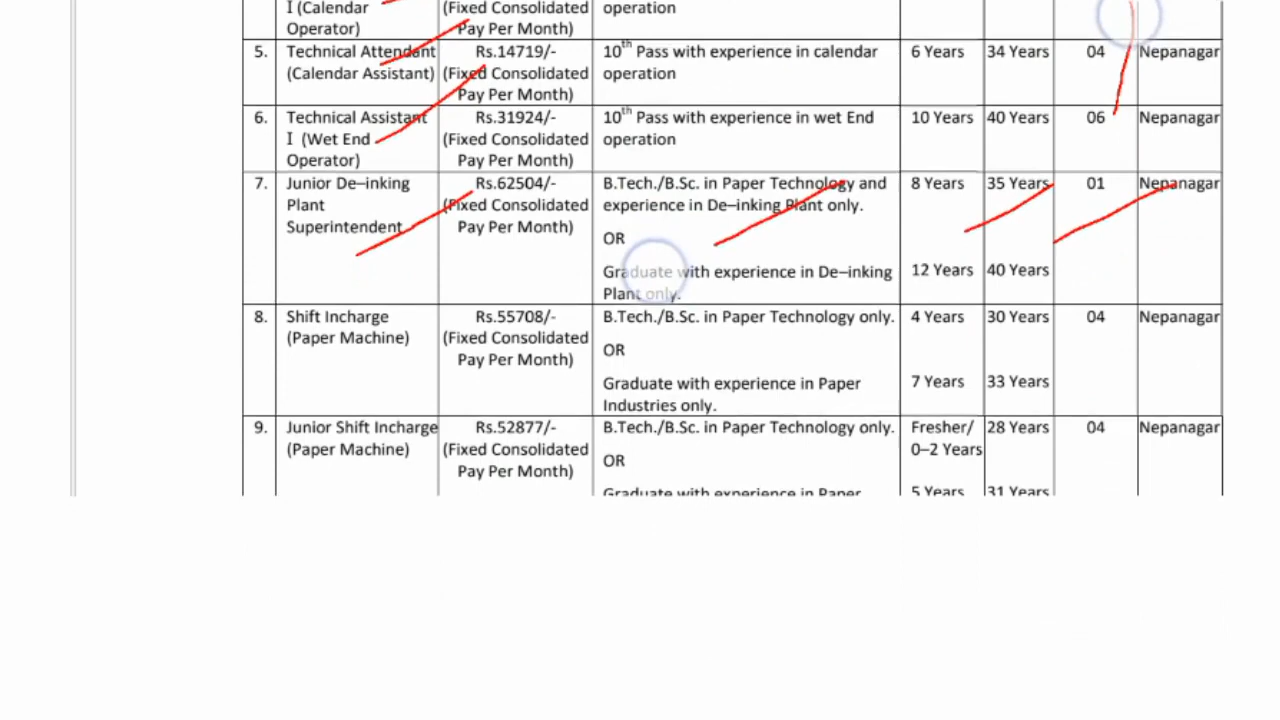 I (Calendar (Fixed Consolidated operation
Operator) Pay Per Month)
5. Technical Attendant Rs.14719/- 10th Pass with experience in calendar 6 Years 34 Years 04 Nepanagar
(Calendar Assistant) (Fixed Consolidated operation
Pay Per Month)
6. Technical Assistant Rs.31924/- 10th Pass with experience in wet End 10 Years 40 Years 06 Nepanagar
I (Wet End (Fixed Consolidated operation
Operator) Pay Per Month)
7. Junior De–inking Rs.62504/- B.Tech./B.Sc. in Paper Technology and 8 Years 35 Years 01 Nepanagar
Plant (Fixed Consolidated experience in De–inking Plant only.
Superintendent Pay Per Month)
OR
Graduate with experience in De–inking 12 Years 40 Years
Plant only.
8. Shift Incharge Rs.55708/- B.Tech./B.Sc. in Paper Technology only. 4 Years 30 Years 04 Nepanagar
(Paper Machine) (Fixed Consolidated OR
Pay Per Month)
Graduate with experience in Paper 7 Years 33 Years
Industries only.
9. Junior Shift Incharge Rs.52877/- B.Tech./B.Sc. in Paper Technology only. Fresher/ 28 Years 04 Nepanagar
(Paper Machine) (Fixed Consolidated OR 0–2 Years
Pay Per Month)
Graduate with experience in Paper 5 Years 31 Years